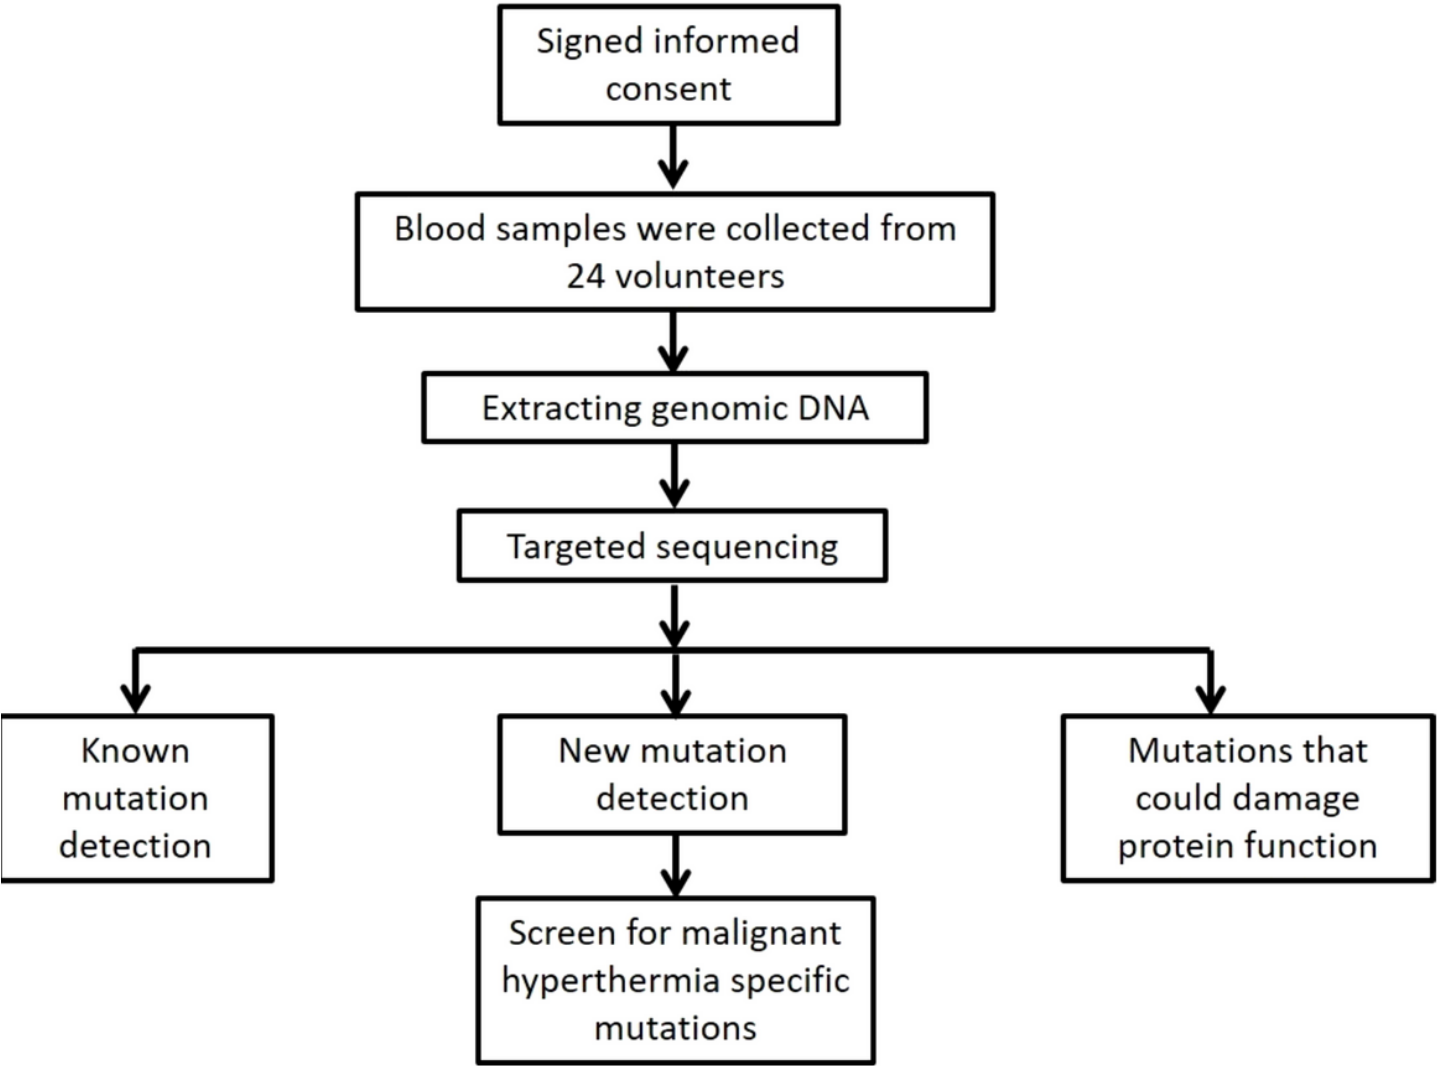 Signed informed
consent
Blood samples were collected from
24 volunteers
Extracting genomic DNA
Targeted sequencing
Known
mutation
detection
New mutation
detection
Mutations that
could damage
protein function
Screen for malignant
hyperthermia specific
mutations